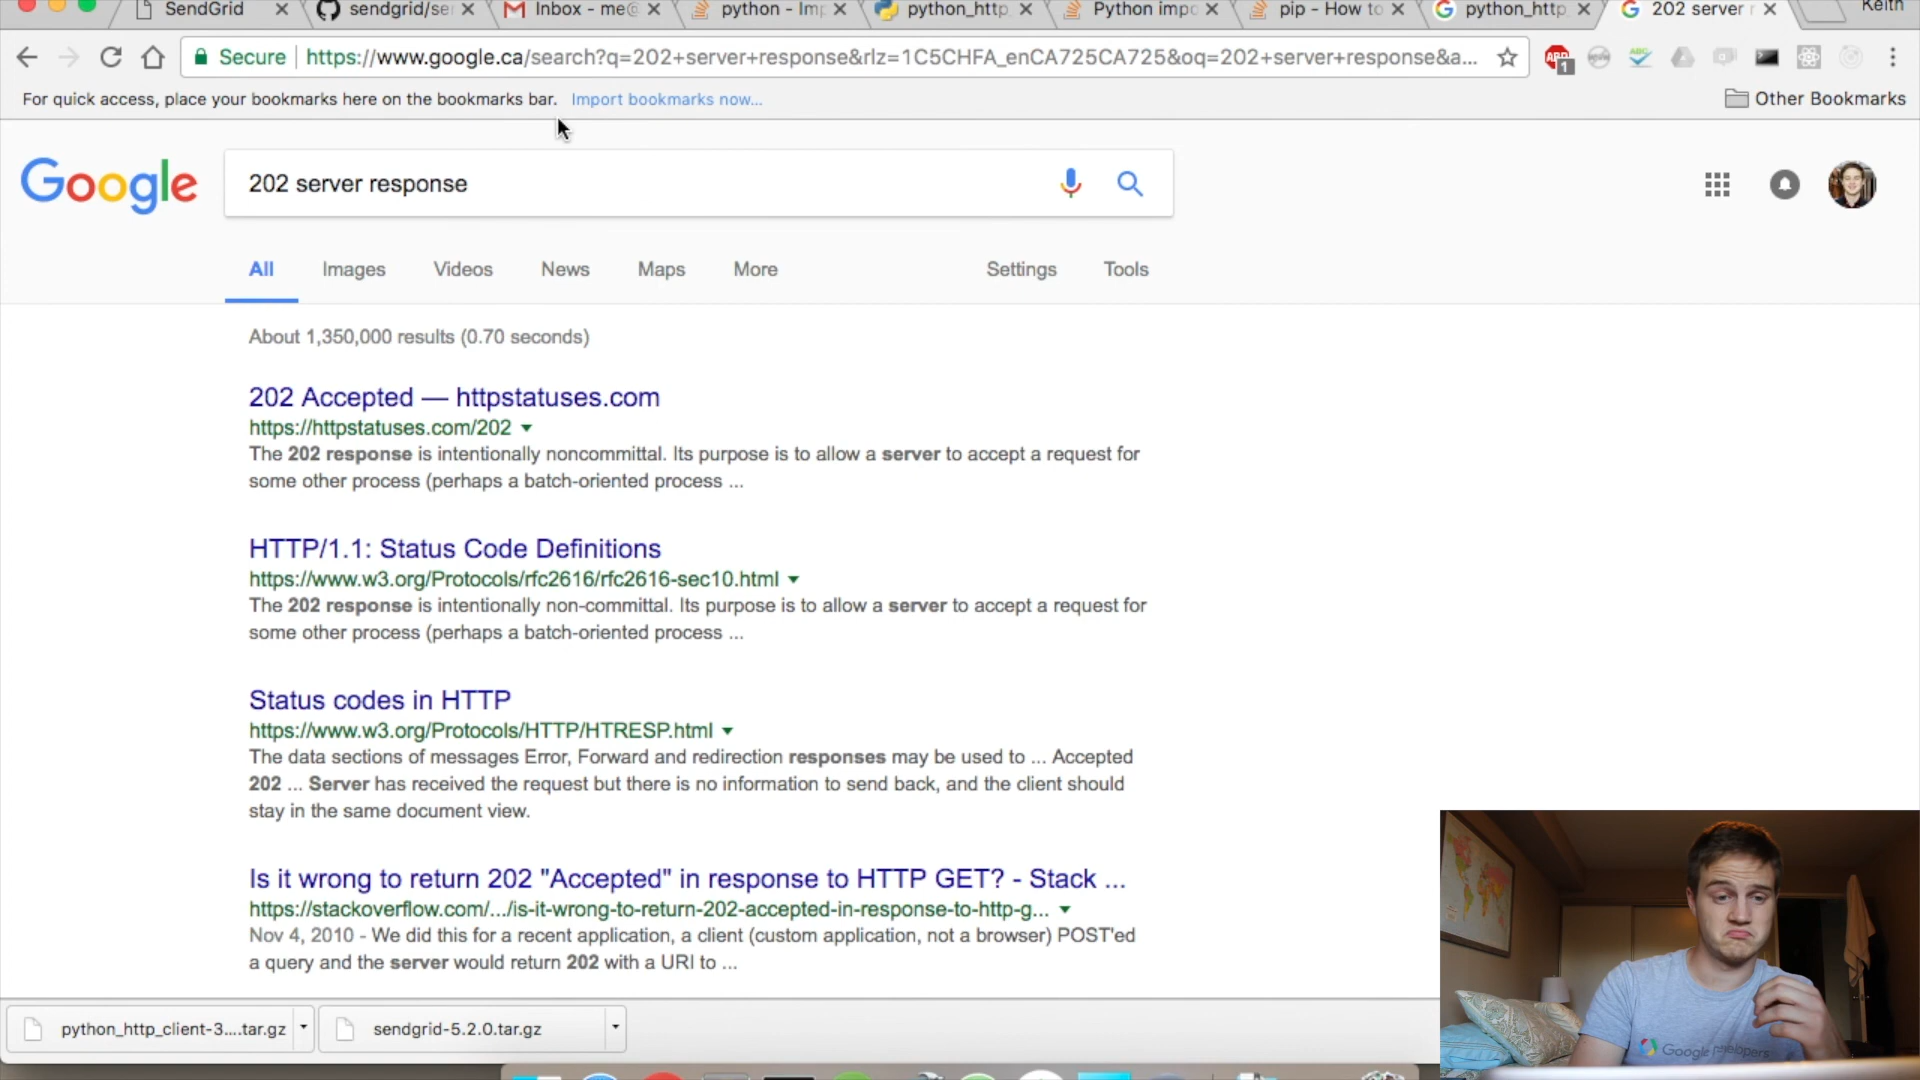 SendGrid
sendgrid/se
Inbox - me@
python - Imp
python_http
Python impo
pip - How to
python_http
202 server r
Keith
Secure
https://www.google.ca/search?q=202+server+response&rlz=1C5CHFA_enCA725CA725&oq=202+server+response&a...
1
For quick access, place your bookmarks here on the bookmarks bar. Import bookmarks now...
Other Bookmarks
Google
202 server response
All
Images
Videos
News
Maps
More
Settings
Tools
About 1,350,000 results (0.70 seconds)
202 Accepted — httpstatuses.com
https://httpstatuses.com/202
The 202 response is intentionally noncommittal. Its purpose is to allow a server to accept a request for
some other process (perhaps a batch-oriented process ...
HTTP/1.1: Status Code Definitions
https://www.w3.org/Protocols/rfc2616/rfc2616-sec10.html
The 202 response is intentionally non-committal. Its purpose is to allow a server to accept a request for
some other process (perhaps a batch-oriented process ...
Status codes in HTTP
https://www.w3.org/Protocols/HTTP/HTRESP.html
The data sections of messages Error, Forward and redirection responses may be used to ... Accepted
202 ... Server has received the request but there is no information to send back, and the client should
stay in the same document view.
Is it wrong to return 202 "Accepted" in response to HTTP GET? - Stack ...
https://stackoverflow.com/.../is-it-wrong-to-return-202-accepted-in-response-to-http-g...
Nov 4, 2010 - We did this for a recent application, a client (custom application, not a browser) POST'ed
a query and the server would return 202 with a URI to ...
python_http_client-3....tar.gz
sendgrid-5.2.0.tar.gz
Google Developers